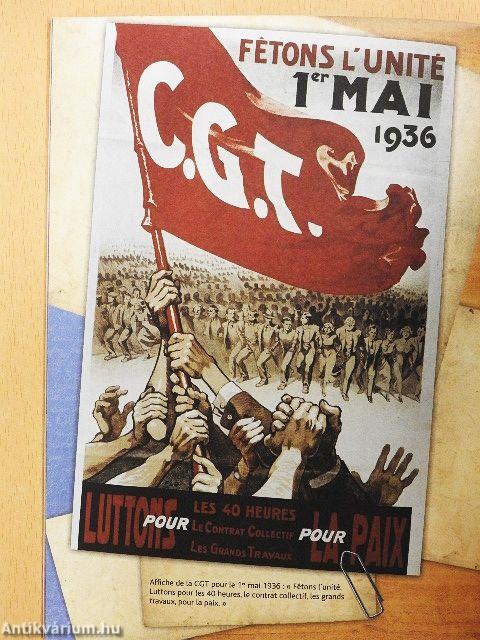 FÊTONS L'UNITÉ
1er MAI
1936
C.G.T.
LUTTONS POUR LES 40 HEURES POUR LA PAIX
LE CONTRAT COLLECTIF
LES GRANDS TRAVAUX
Affiche de la CGT pour le 1er mai 1936 : « Fêtons l'unité.
Luttons pour les 40 heures, le contrat collectif, les grands
travaux, pour la paix. »
Antikvárium.hu